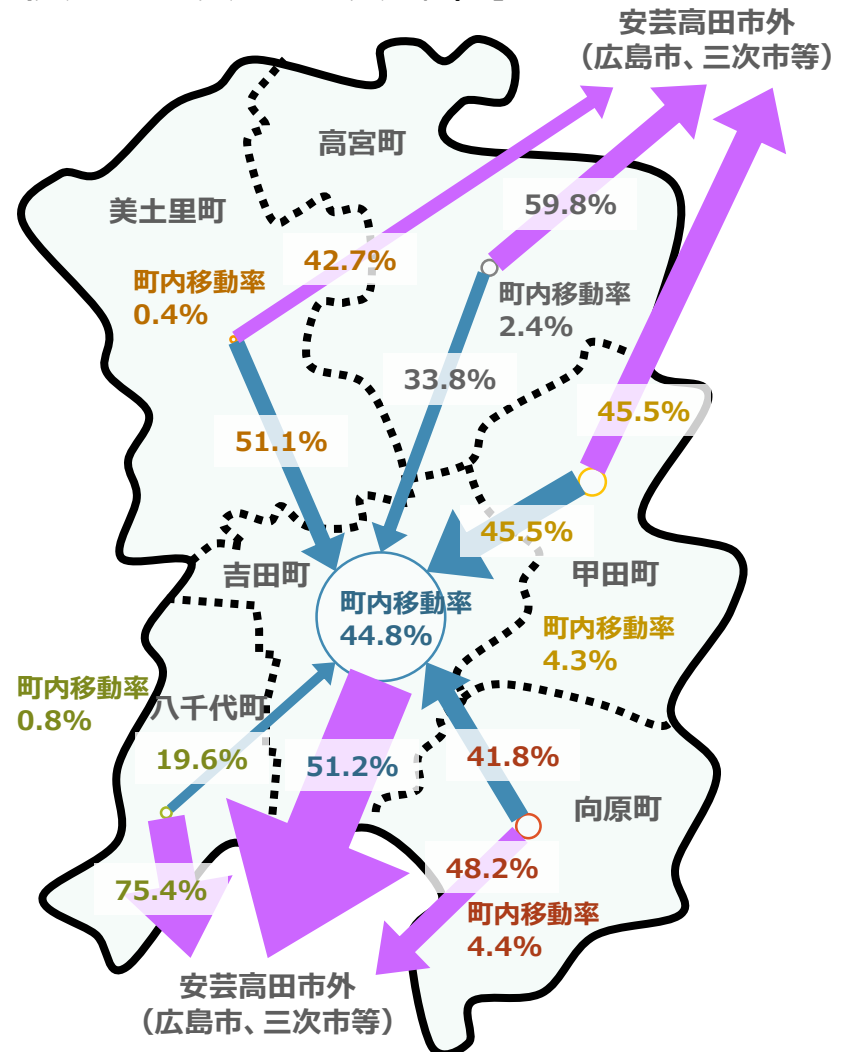 安芸高田市外
（広島市、三次市等）
高宮町
59.8%
美土里町
42.7%
町内移動率
0.4%
町内移動率
2.4%
33.8%
45.5%
51.1%
45.5%
吉田町
甲田町
町内移動率
44.8%
町内移動率
4.3%
町内移動率
0.8%
八千代町
19.6%
51.2%
41.8%
向原町
75.4%
48.2%
町内移動率
4.4%
安芸高田市外
（広島市、三次市等）